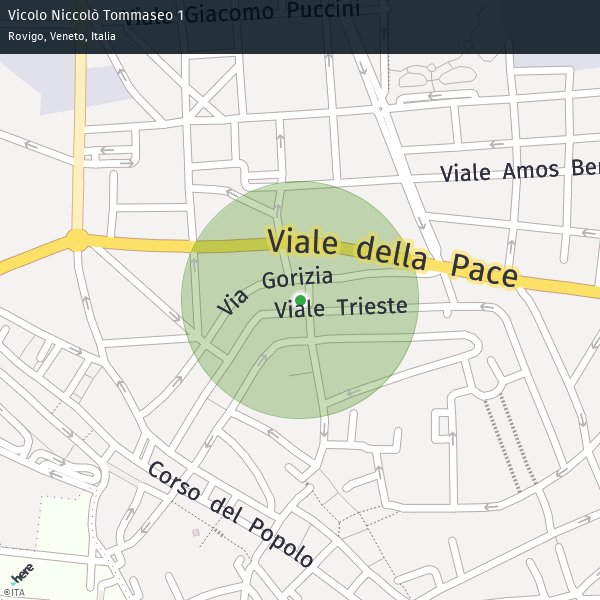 Vicolo Niccolò Tommaseo 1
Rovigo, Veneto, Italia
Viale Giacomo Puccini
Viale Amos Ber
Viale della Pace
Via Gorizia
Viale Trieste
Corso del Popolo
here
©ITA